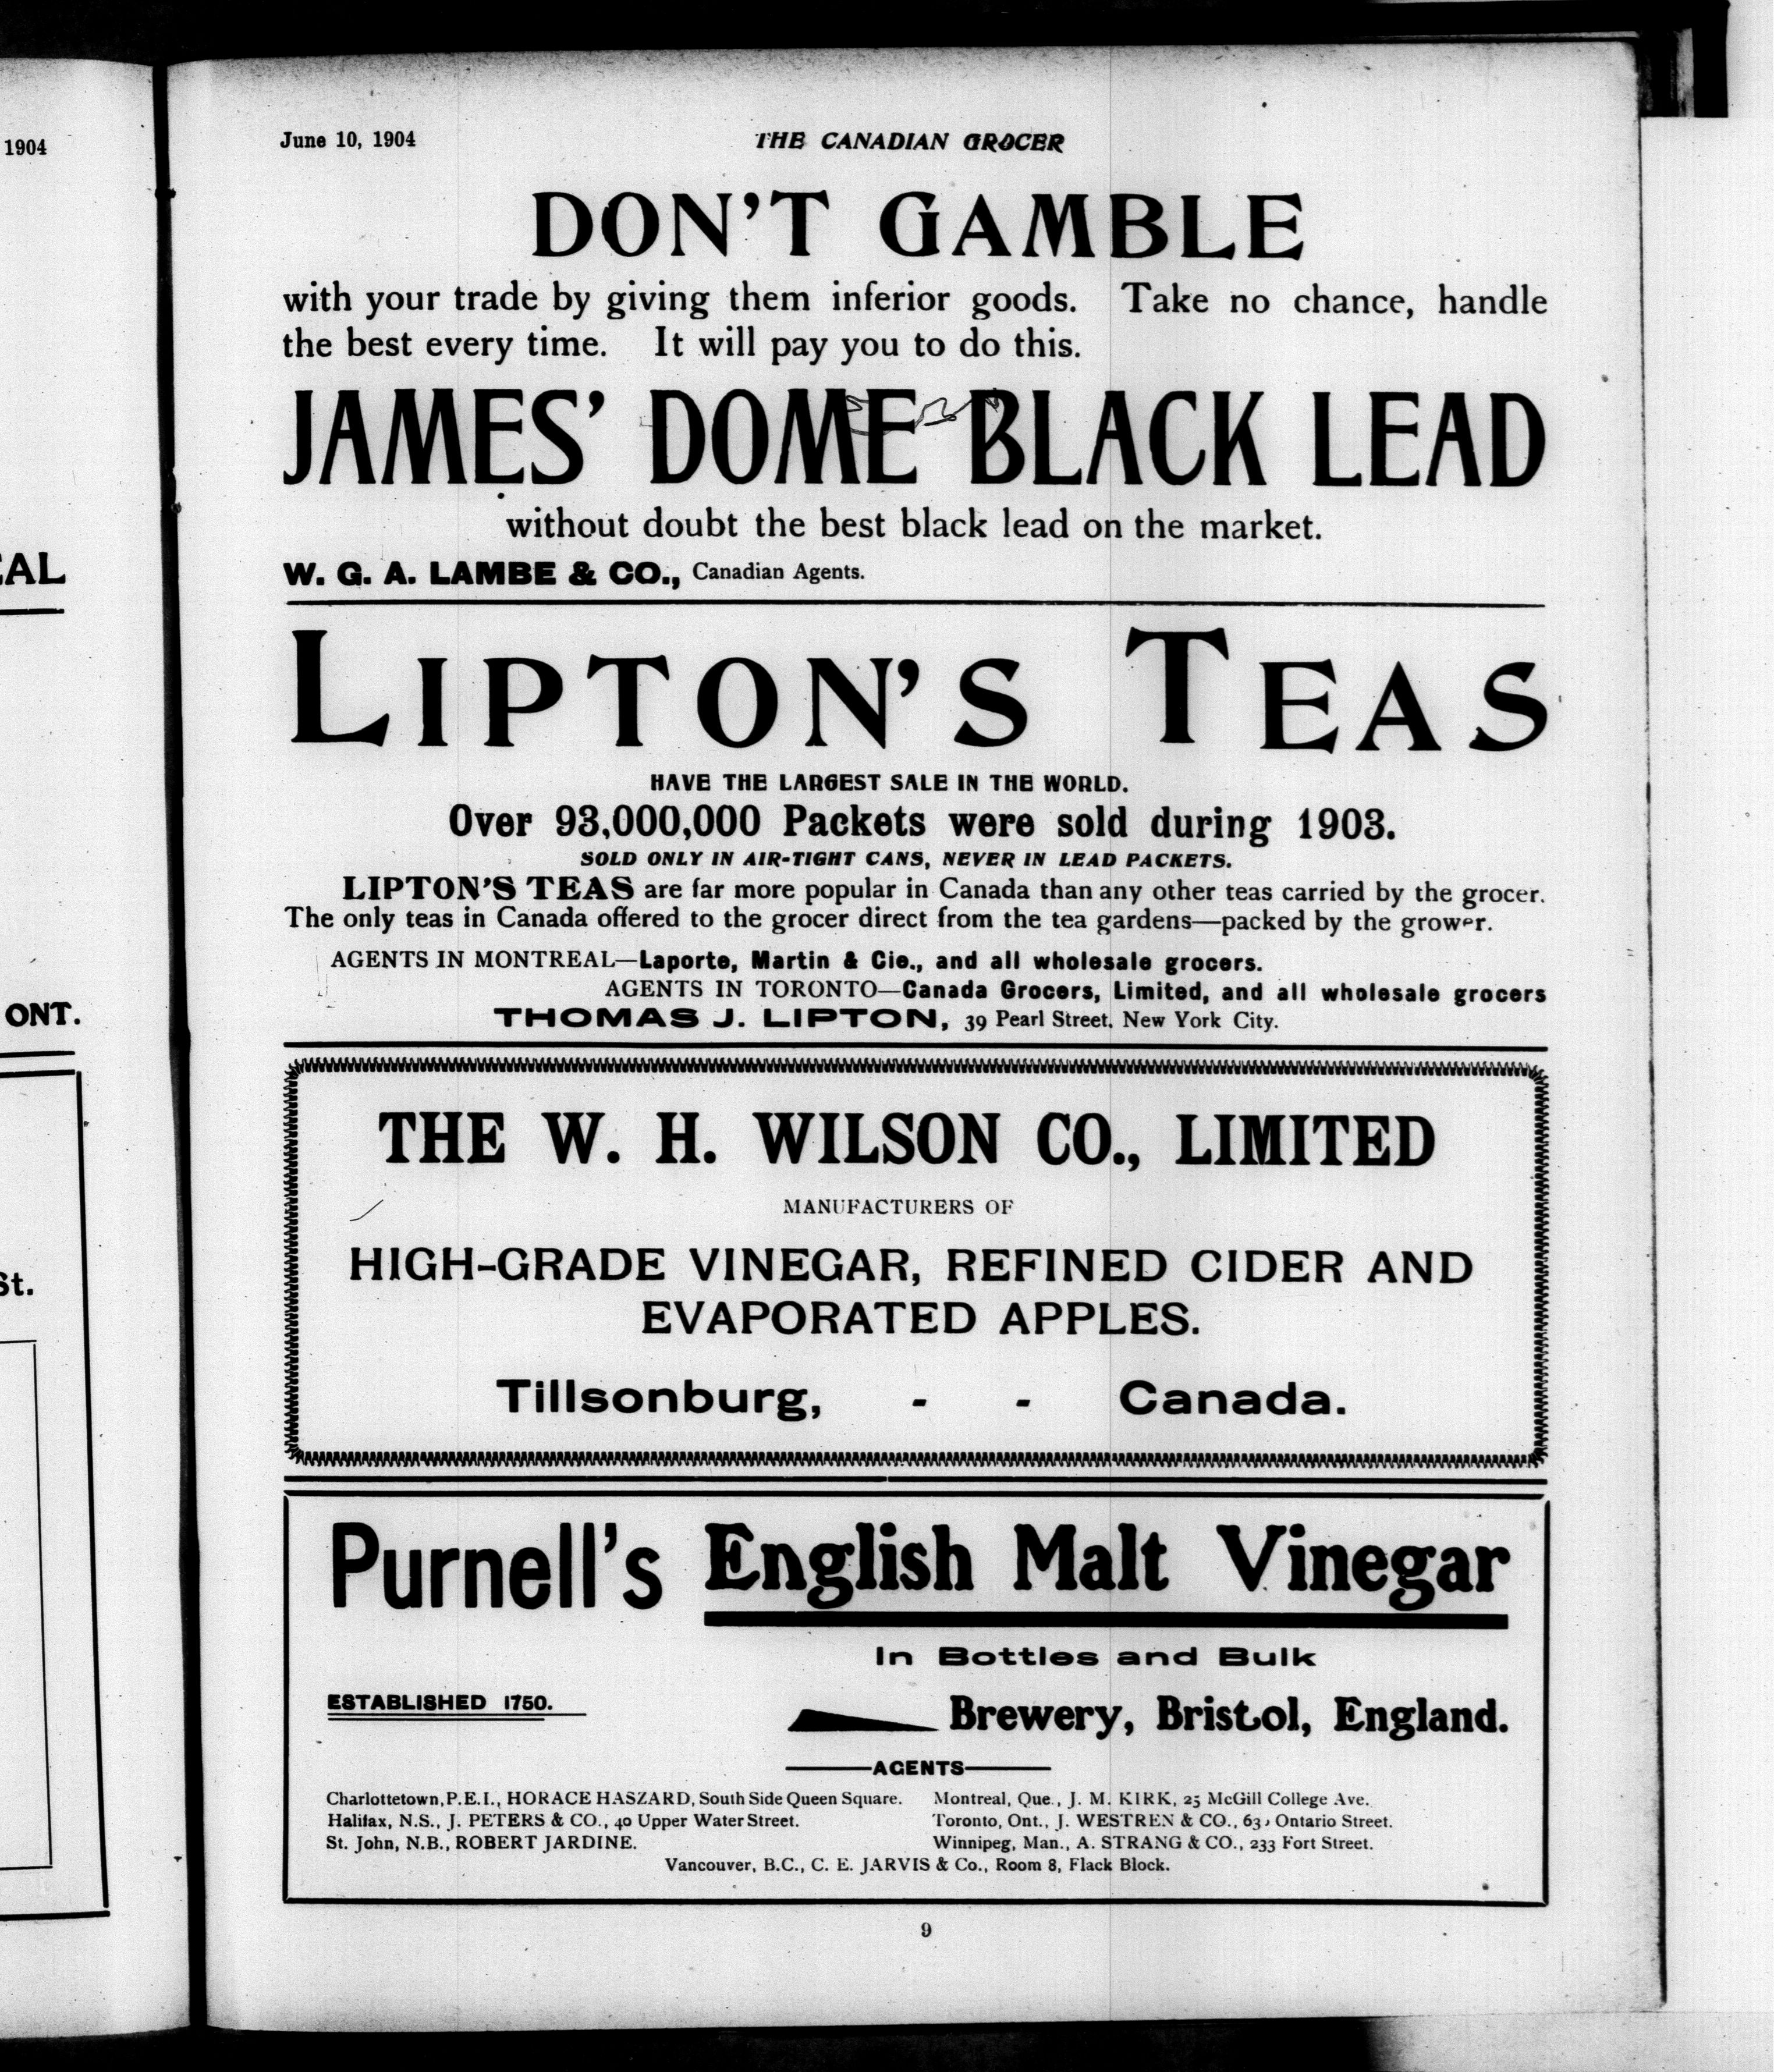 1904
EAL
ONT.
St.
June 10, 1904
THE CANADIAN GROCER
DON'T GAMBLE
with your trade by giving them inferior goods. Take no chance, handle
the best every time. It will pay you to do this.
JAMES' DOME BLACK LEAD
without doubt the best black lead on the market.
W. G. A. LAMBE & CO., Canadian Agents.
LIPTON'S TEAS
HAVE THE LARGEST SALE IN THE WORLD.
Over 93,000,000 Packets were sold during 1903.
SOLD ONLY IN AIR-TIGHT CANS, NEVER IN LEAD PACKETS.
LIPTON'S TEAS are far more popular in Canada than any other teas carried by the grocer.
The only teas in Canada offered to the grocer direct from the tea gardens—packed by the grower.
AGENTS IN MONTREAL—Laporte, Martin & Cie., and all wholesale grocers.
AGENTS IN TORONTO—Canada Grocers, Limited, and all wholesale grocers
THOMAS J. LIPTON, 39 Pearl Street, New York City.
THE W. H. WILSON CO., LIMITED
MANUFACTURERS OF
HIGH-GRADE VINEGAR, REFINED CIDER AND
EVAPORATED APPLES.
Tillsonburg, - - Canada.
Purnell's English Malt Vinegar
In Bottles and Bulk
ESTABLISHED 1750.
Brewery, Bristol, England.
AGENTS
Charlottetown, P.E.I., HORACE HASZARD, South Side Queen Square.
Halifax, N.S., J. PETERS & CO., 40 Upper Water Street.
St. John, N.B., ROBERT JARDINE.
Montreal, Que., J. M. KIRK, 25 McGill College Ave.
Toronto, Ont., J. WESTREN & CO., Ontario Street.
Winnipeg, Man., A. STRANG & CO., 233 Fort Street.
Vancouver, B.C., C. E. JARVIS & Co., Room 8, Flack Block.
9